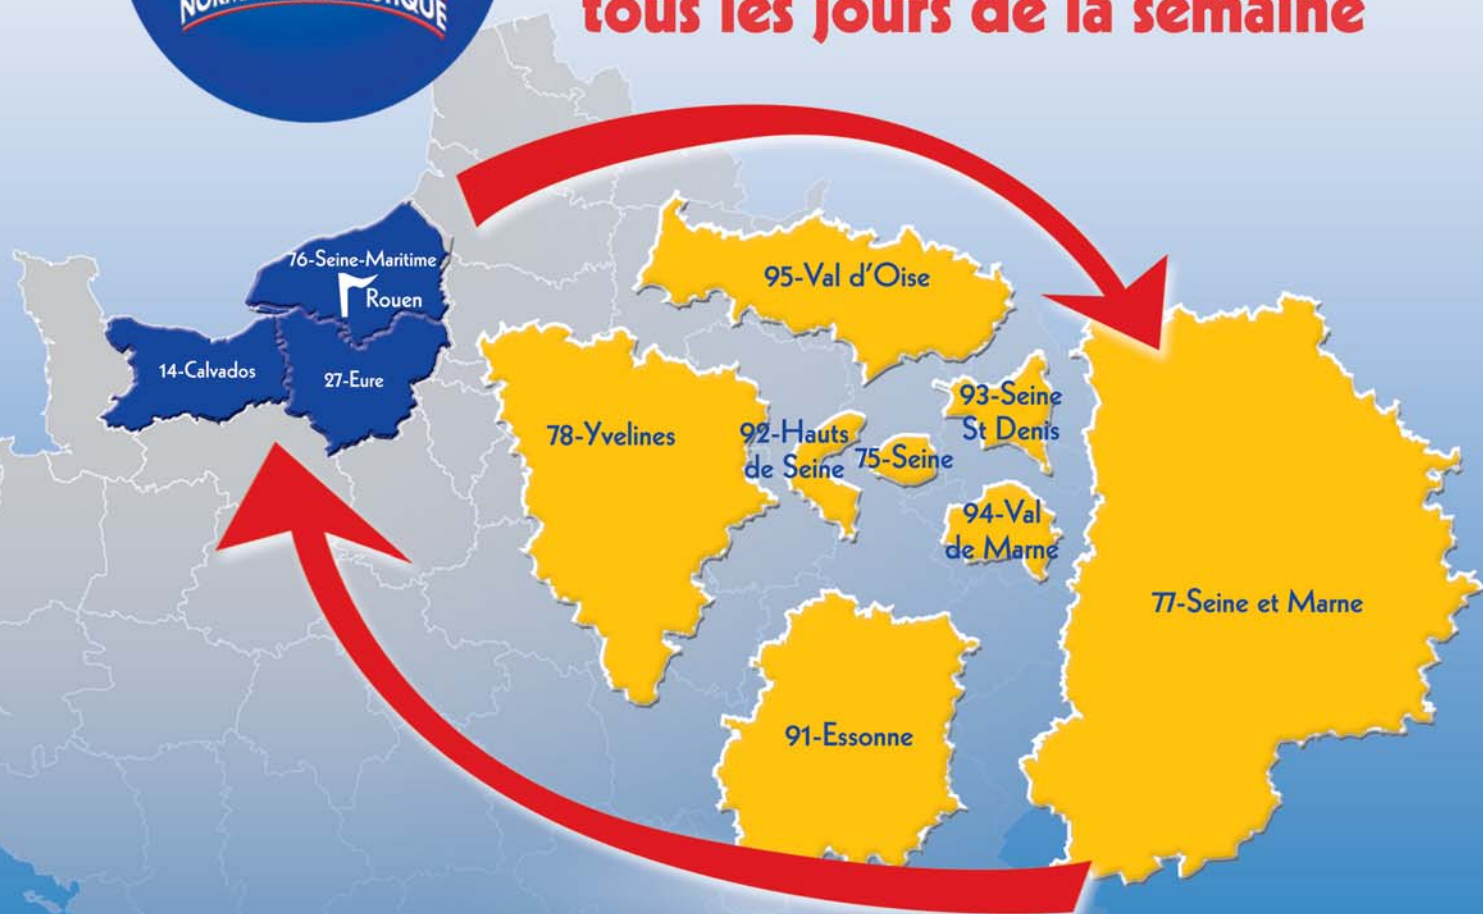 tous les jours de la semaine
76-Seine-Maritime
Rouen
14-Calvados
27-Eure
95-Val d'Oise
78-Yvelines
92-Hauts
de Seine
75-Seine
93-Seine
St Denis
94-Val
de Marne
77-Seine et Marne
91-Essonne